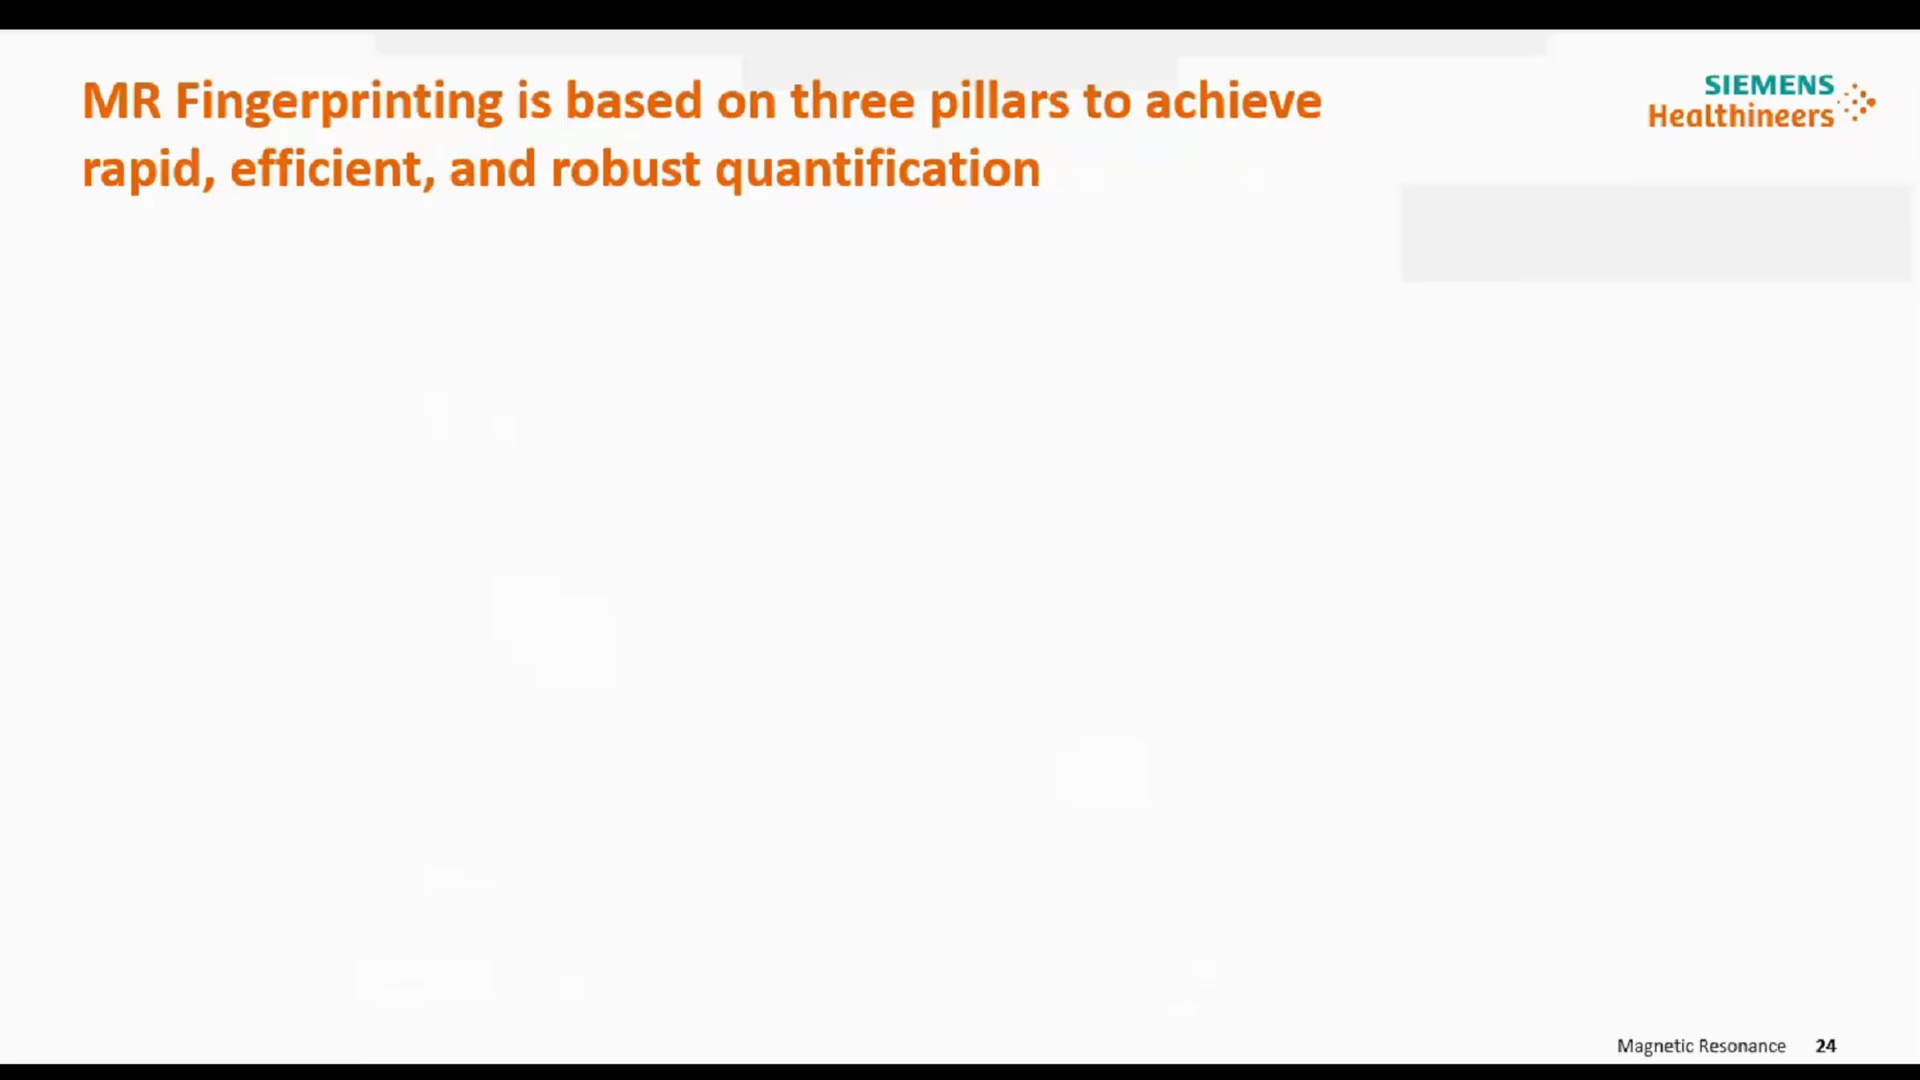 MR Fingerprinting is based on three pillars to achieve
rapid, efficient, and robust quantification
SIEMENS
Healthineers
Magnetic Resonance 24